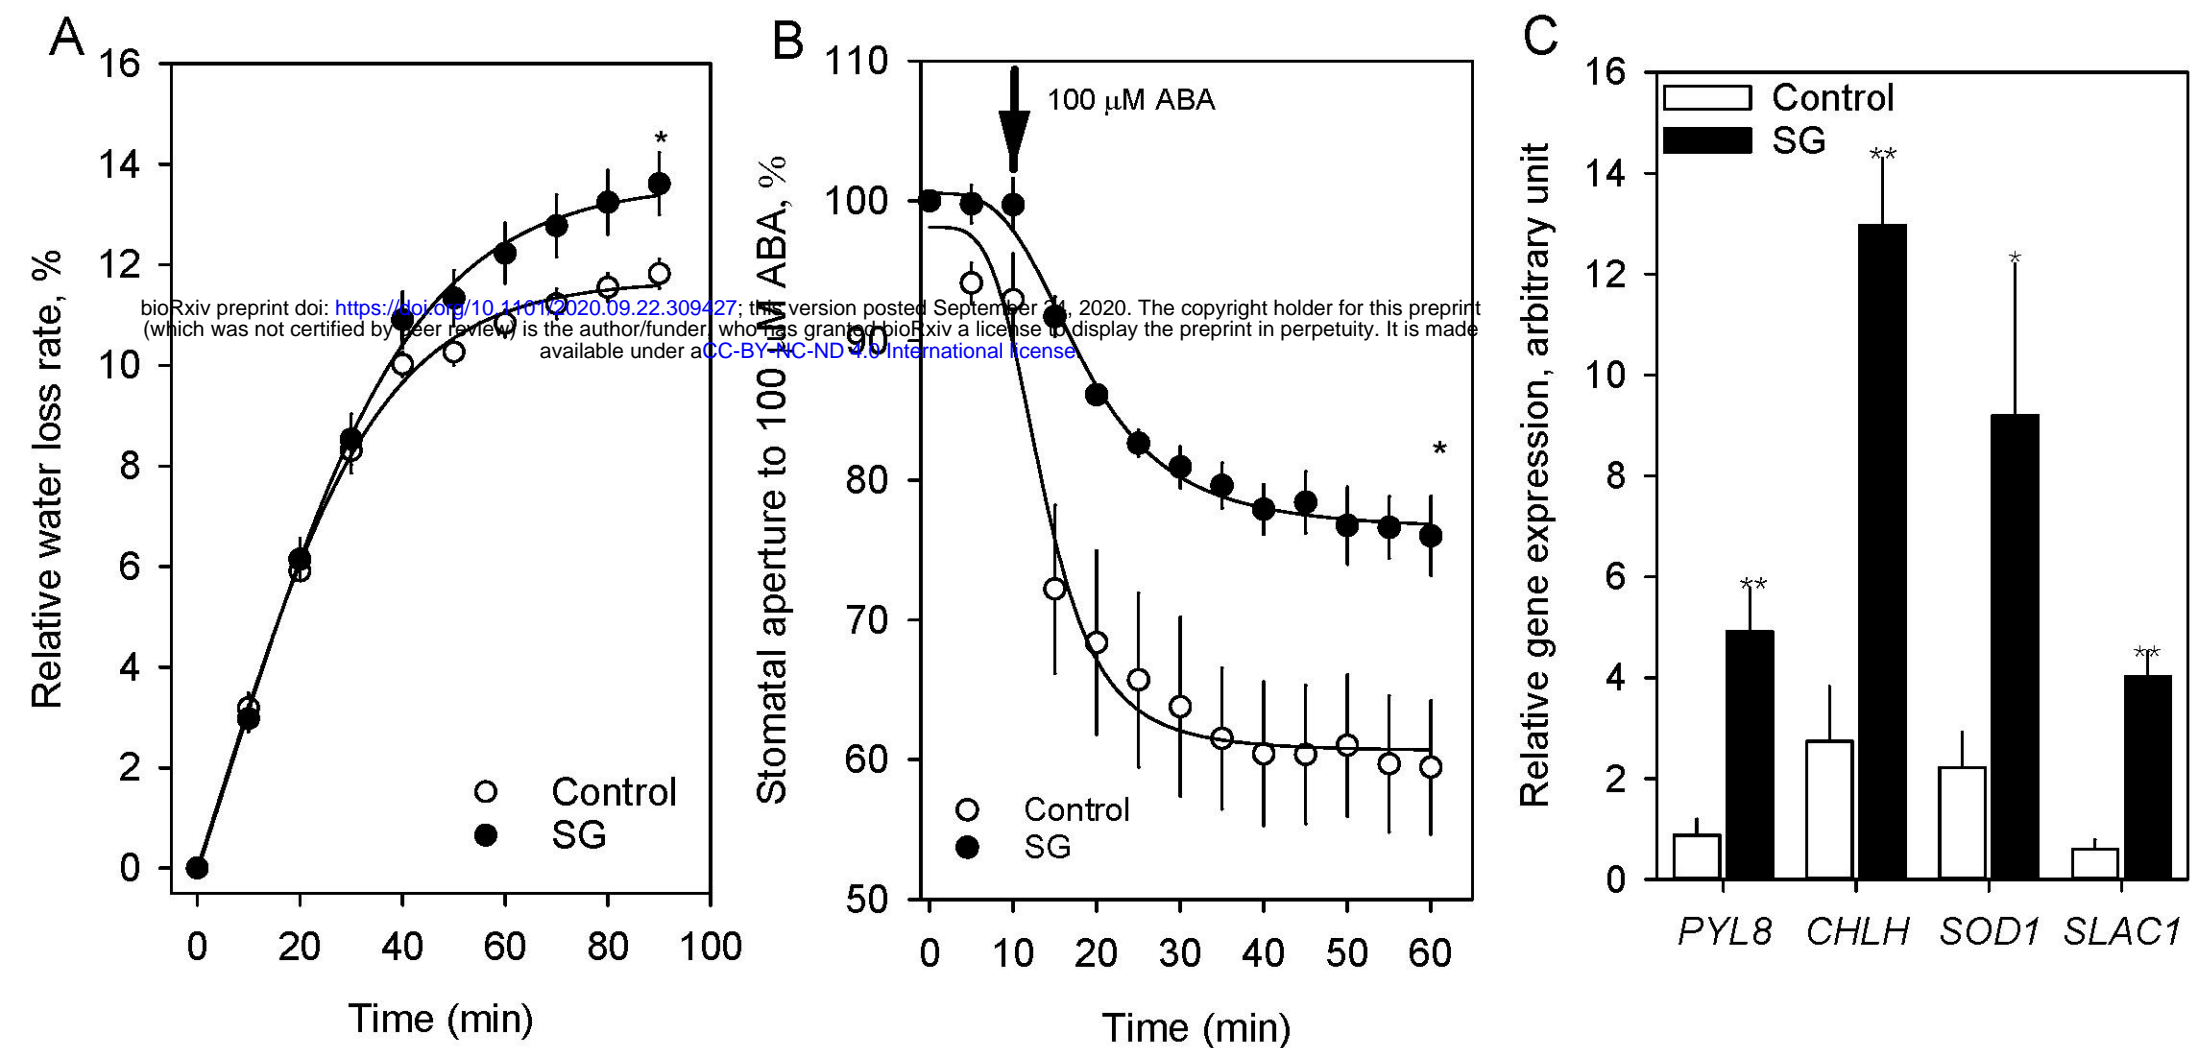 A
Relative water loss rate, %
16
14
12
10
8
6
4
2
0
*
Control
SG
0 20 40 60 80 100
Time (min)
B
Stomatal aperture to 100 μM ABA, %
110
100
90
80
70
60
50
100 μM ABA
*
Control
SG
0 10 20 30 40 50 60
Time (min)
C
Relative gene expression, arbitrary unit
16
14
12
10
8
6
4
2
0
Control
SG
**
**
*
**
PYL8 CHLH SOD1 SLAC1
bioRxiv preprint doi: https://doi.org/10.1101/2020.09.22.309427; this version posted September 24, 2020. The copyright holder for this preprint
(which was not certified by peer review) is the author/funder, who has granted bioRxiv a license to display the preprint in perpetuity. It is made
available under aCC-BY-NC-ND 4.0 International license.